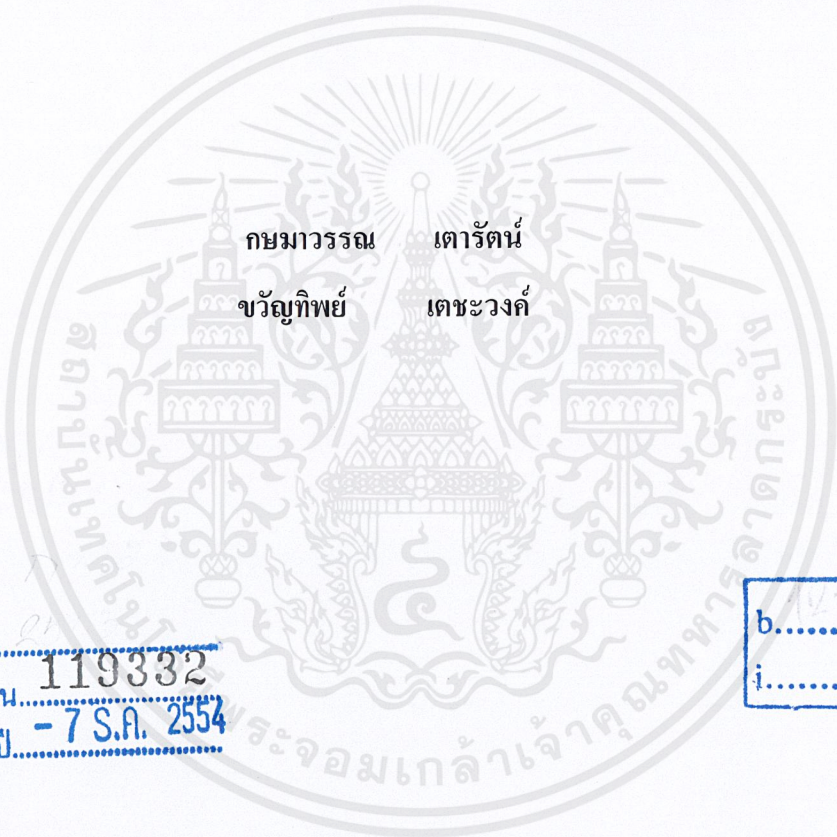 กษมาวรรณ เตารัตน์
ขวัญทิพย์ เตชะวงค์
สถาบันเทคโนโลยีพระจอมเกล้าเจ้าคุณทหารลาดกระบัง
๔
b..........
i..........
น..........119332
ปี..........- 7 ธ.ค. 2554